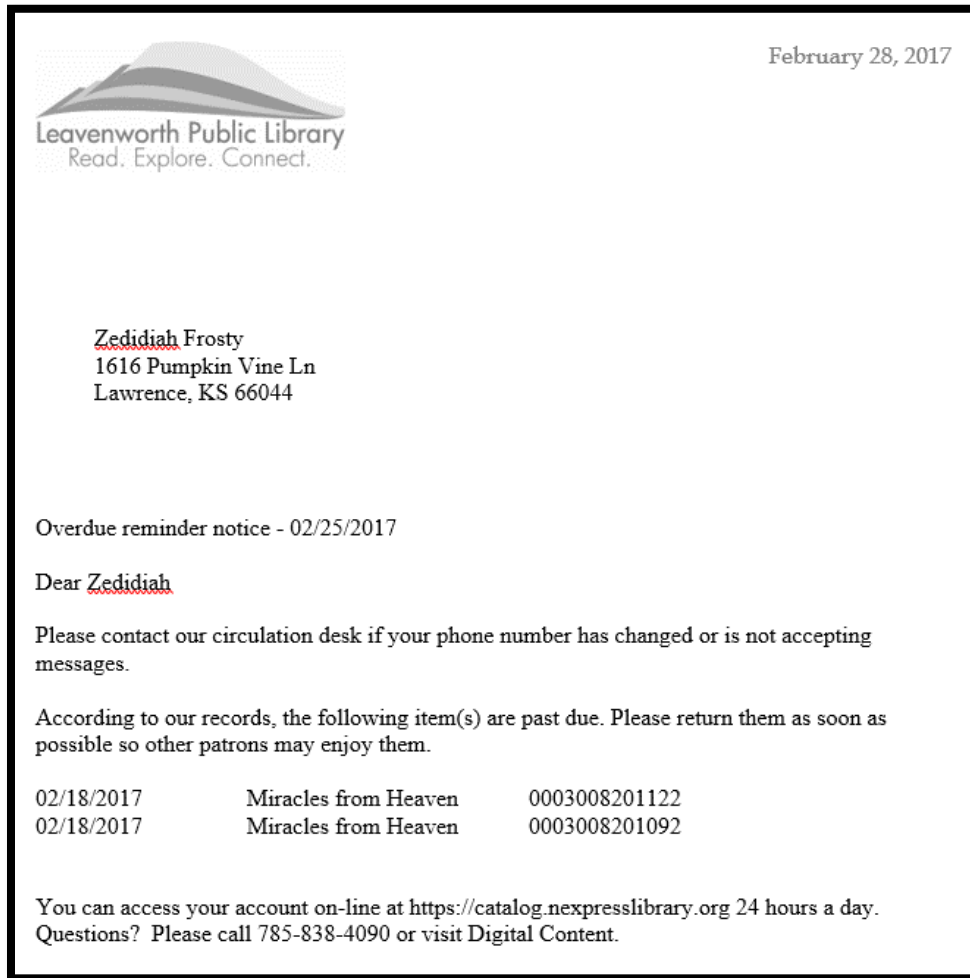 February 28, 2017
Leavenworth Public Library
Read. Explore. Connect.
Zedidiah Frosty
1616 Pumpkin Vine Ln
Lawrence, KS 66044
Overdue reminder notice - 02/25/2017
Dear Zedidiah
Please contact our circulation desk if your phone number has changed or is not accepting
messages.
According to our records, the following item(s) are past due. Please return them as soon as
possible so other patrons may enjoy them.
02/18/2017 Miracles from Heaven 0003008201122
02/18/2017 Miracles from Heaven 0003008201092
You can access your account on-line at https://catalog.nexpresslibrary.org 24 hours a day.
Questions?  Please call 785-838-4090 or visit Digital Content.